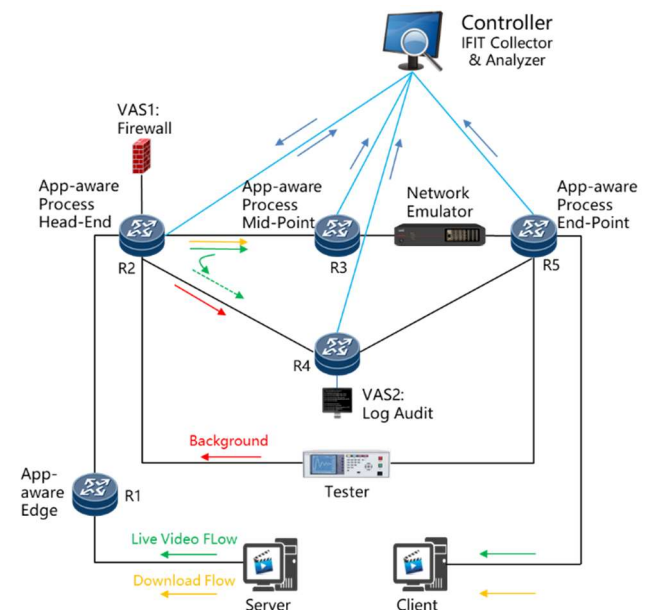 Controller
IFIT Collector
& Analyzer
VAS1:
Firewall
App-aware
Process
Head-End
App-aware
Process
Mid-Point
Network
Emulator
App-aware
Process
End-Point
R2
R3
R5
R4
VAS2:
Log Audit
Background
Tester
App-
aware
Edge
R1
Live Video FLow
Download Flow
Server
Client